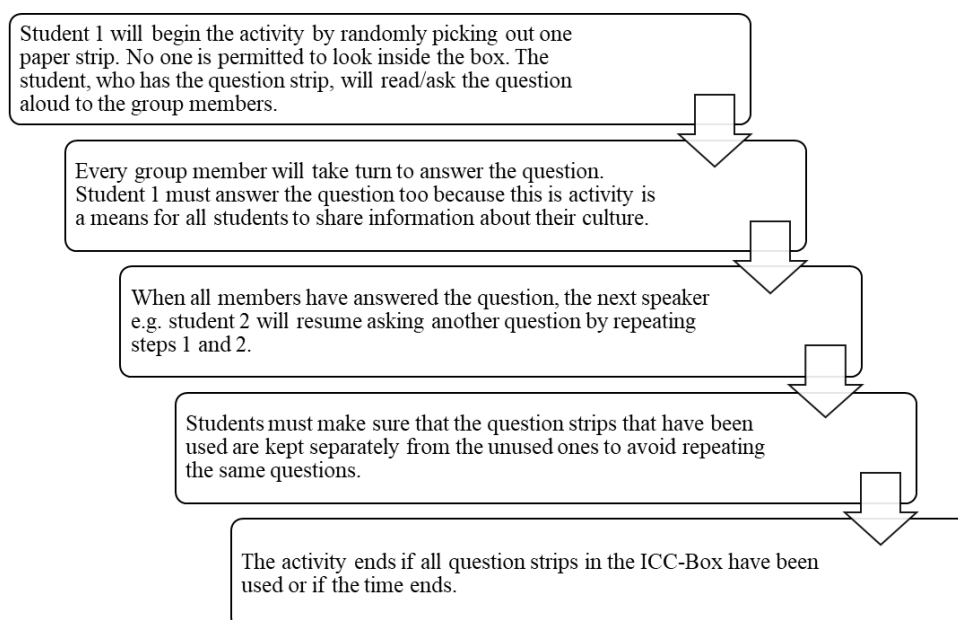 Student 1 will begin the activity by randomly picking out one
paper strip. No one is permitted to look inside the box. The
student, who has the question strip, will read/ask the question
aloud to the group members.
Every group member will take turn to answer the question.
Student 1 must answer the question too because this is activity is
a means for all students to share information about their culture.
When all members have answered the question, the next speaker
e.g. student 2 will resume asking another question by repeating
steps 1 and 2.
Students must make sure that the question strips that have been
used are kept separately from the unused ones to avoid repeating
the same questions.
The activity ends if all question strips in the ICC-Box have been
used or if the time ends.